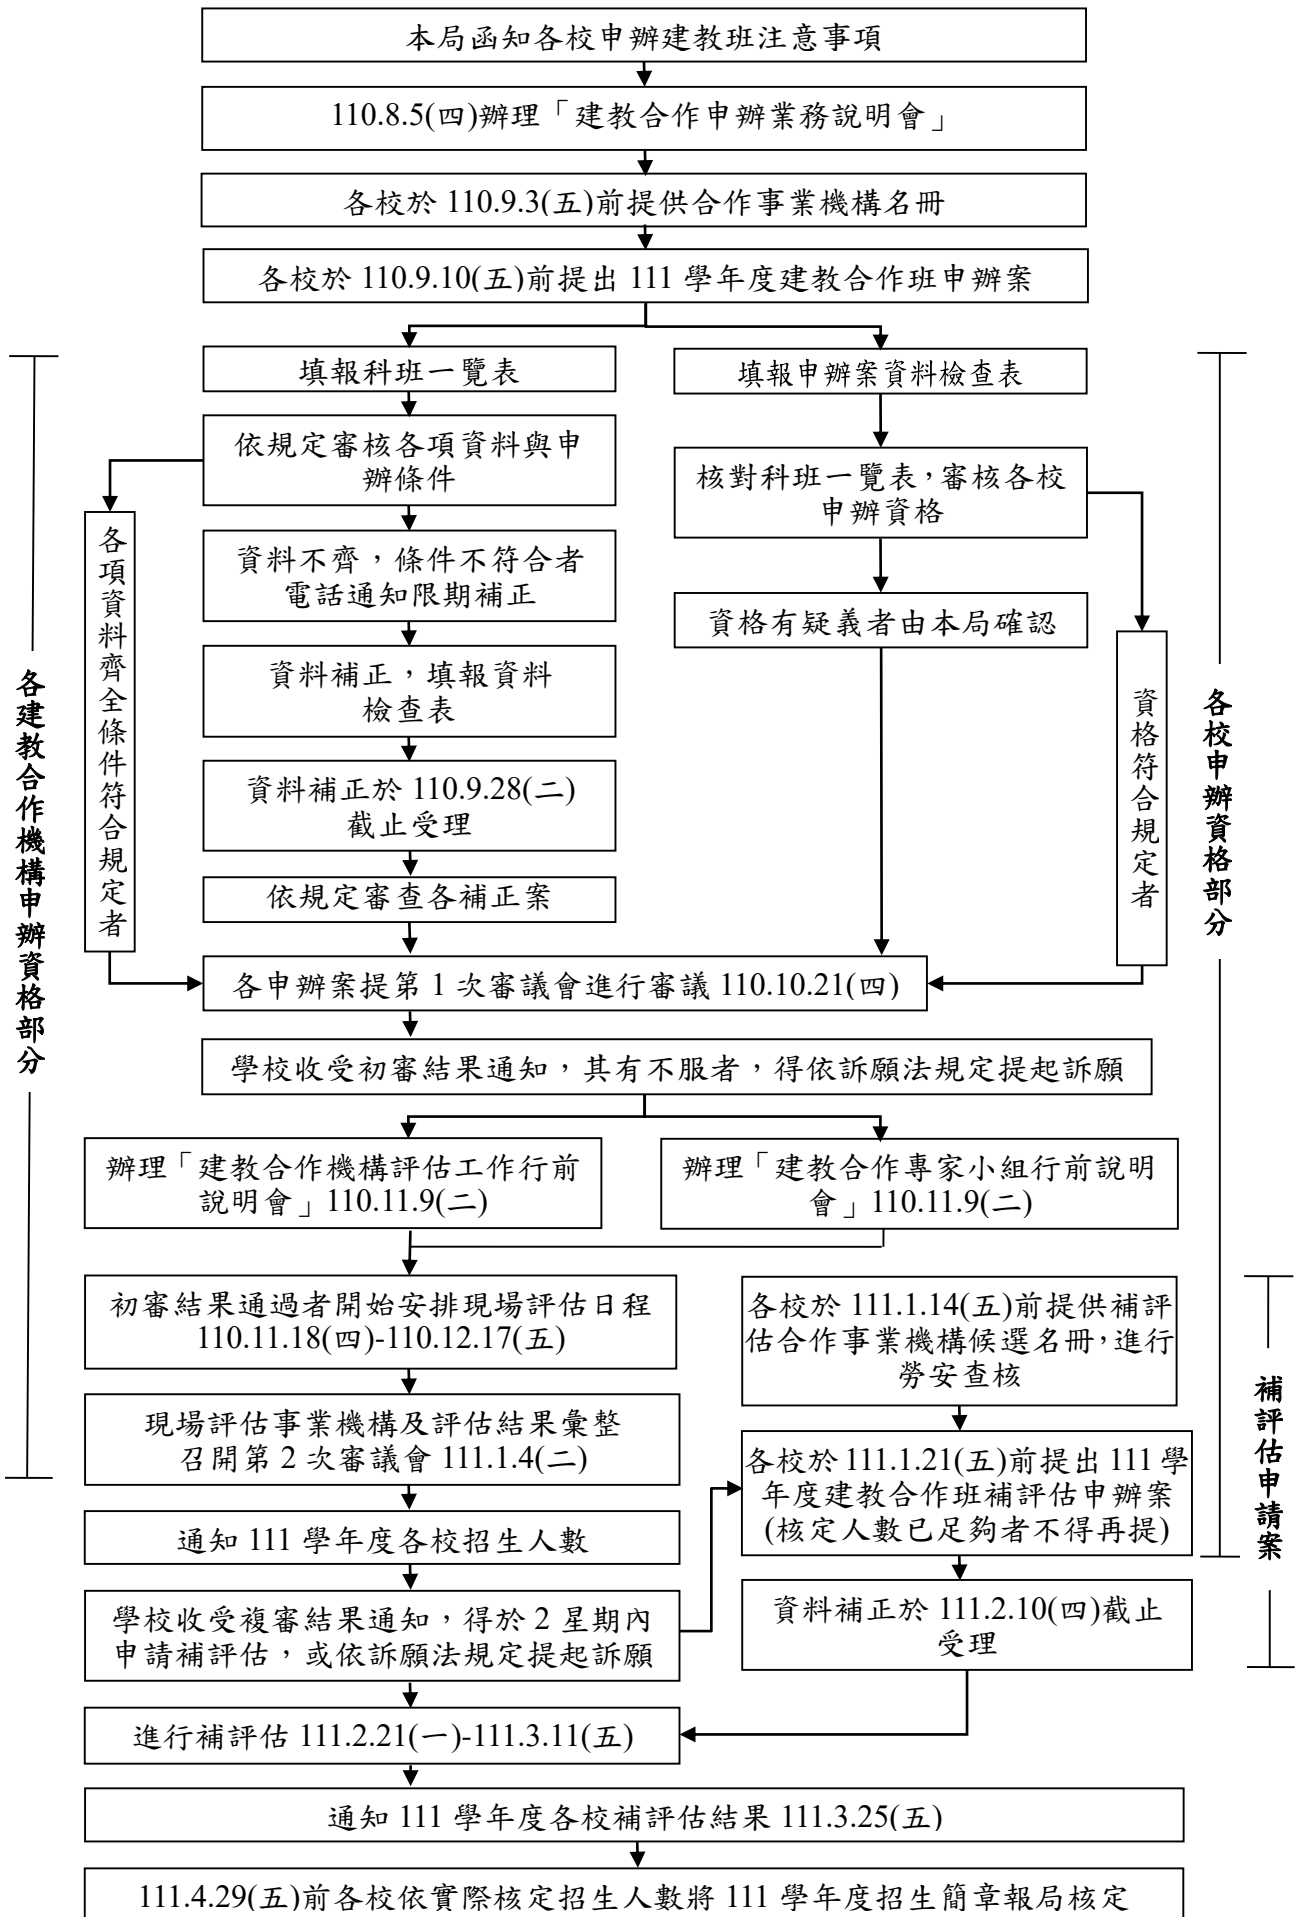 本局函知各校申辦建教班注意事項
110.8.5(四)辦理「建教合作申辦業務說明會」
各校於 110.9.3(五)前提供合作事業機構名冊
各校於 110.9.10(五)前提出 111 學年度建教合作班申辦案
填報科班一覽表
填報申辦案資料檢查表
依規定審核各項資料與申
辦條件
核對科班一覽表,審核各校
申辦資格
各項資料齊全條件符合規定者
資料不齊,條件不符合者
電話通知限期補正
資格有疑義者由本局確認
資格符合規定者
資料補正,填報資料
檢查表
資料補正於 110.9.28(二)
截止受理
依規定審查各補正案
各建教合作機構申辦資格部分
各校申辦資格部分
各申辦案提第 1 次審議會進行審議 110.10.21(四)
學校收受初審結果通知,其有不服者,得依訴願法規定提起訴願
辦理「建教合作機構評估工作行前
說明會」110.11.9(二)
辦理「建教合作專家小組行前說明
會」110.11.9(二)
初審結果通過者開始安排現場評估日程
110.11.18(四)-110.12.17(五)
各校於 111.1.14(五)前提供補評
估合作事業機構候選名冊,進行
勞安查核
現場評估事業機構及評估結果彙整
召開第 2 次審議會 111.1.4(二)
各校於 111.1.21(五)前提出 111 學
年度建教合作班補評估申辦案
(核定人數已足夠者不得再提)
補評估申請案
通知 111 學年度各校招生人數
學校收受複審結果通知,得於 2 星期內
申請補評估,或依訴願法規定提起訴願
資料補正於 111.2.10(四)截止
受理
進行補評估 111.2.21(一)-111.3.11(五)
通知 111 學年度各校補評估結果 111.3.25(五)
111.4.29(五)前各校依實際核定招生人數將 111 學年度招生簡章報局核定